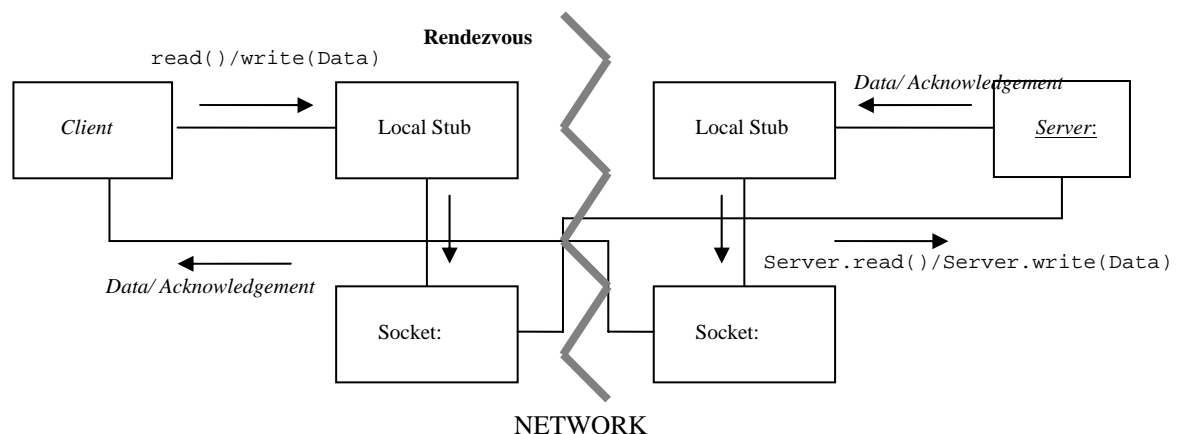 Rendezvous
read()/write(Data)
Data/ Acknowledgement
Client
Local Stub
Local Stub
Server:
Server.read()/Server.write(Data)
Data/ Acknowledgement
Socket:
Socket:
NETWORK